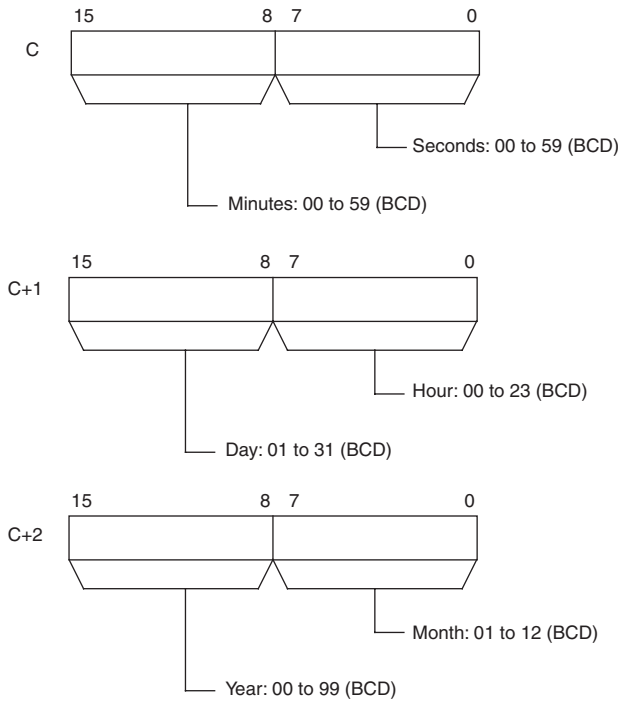 15 8 7 0
C
Seconds: 00 to 59 (BCD)
Minutes: 00 to 59 (BCD)
15 8 7 0
C+1
Hour: 00 to 23 (BCD)
Day: 01 to 31 (BCD)
15 8 7 0
C+2
Month: 01 to 12 (BCD)
Year: 00 to 99 (BCD)